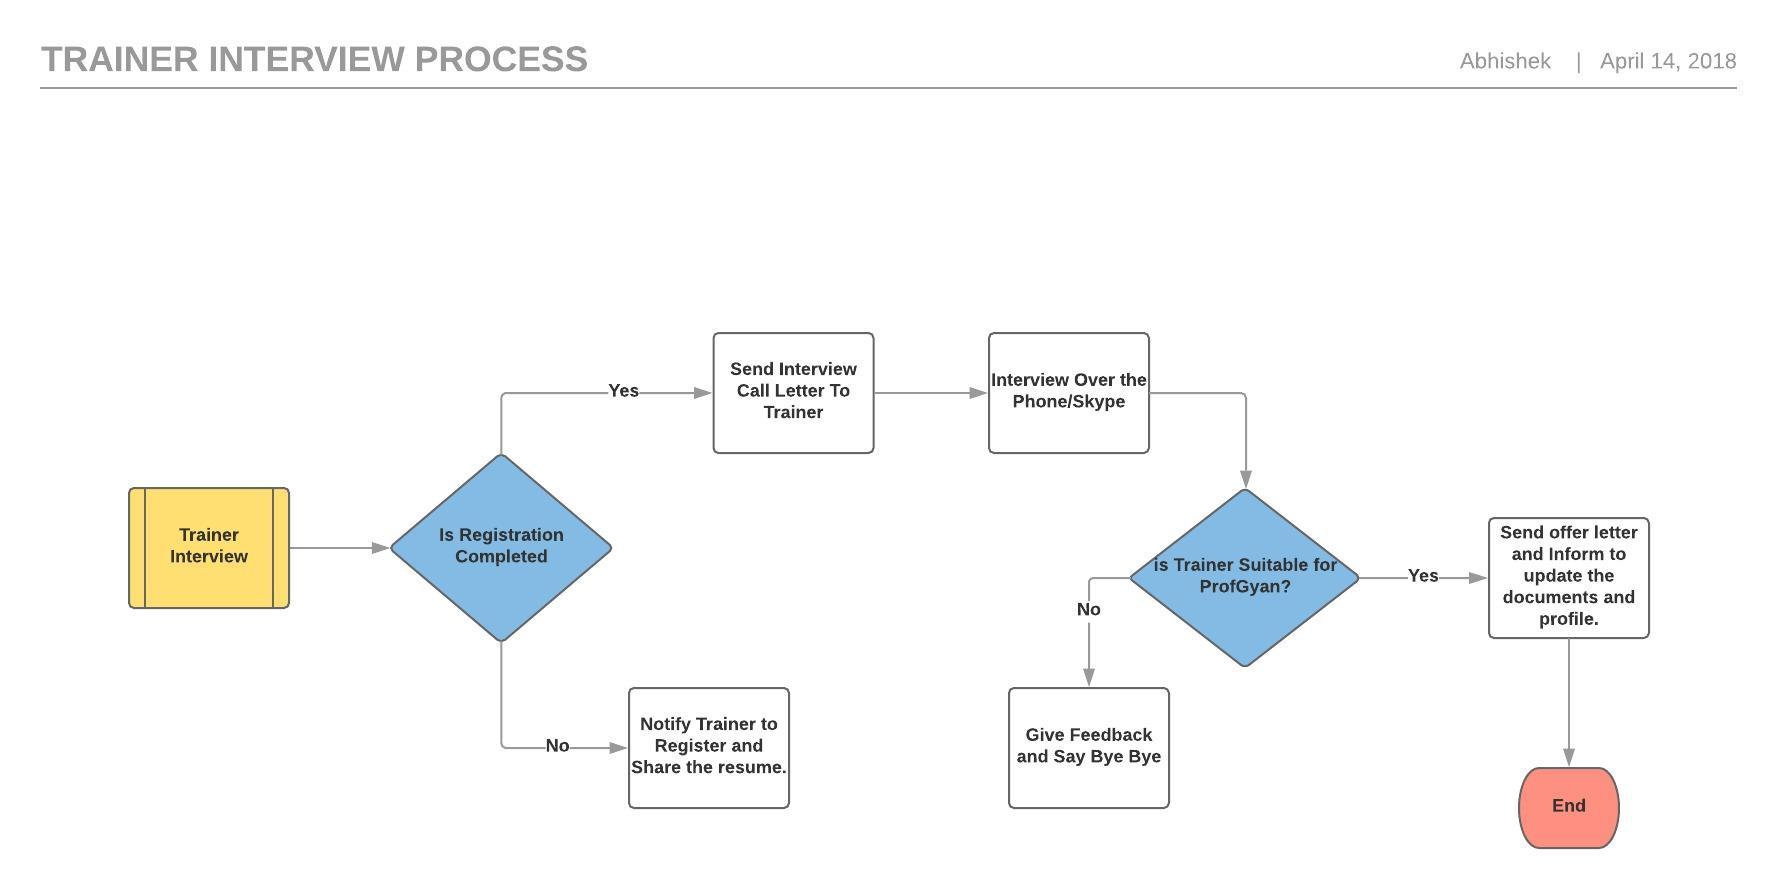 TRAINER INTERVIEW PROCESS
Abhishek | April 14, 2018
Trainer
Interview
Is Registration
Completed
Yes
Send Interview
Call Letter To
Trainer
Interview Over the
Phone/Skype
No
Notify Trainer to
Register and
Share the resume.
is Trainer Suitable for
ProfGyan?
No
Give Feedback
and Say Bye Bye
Yes
Send offer letter
and Inform to
update the
documents and
profile.
End